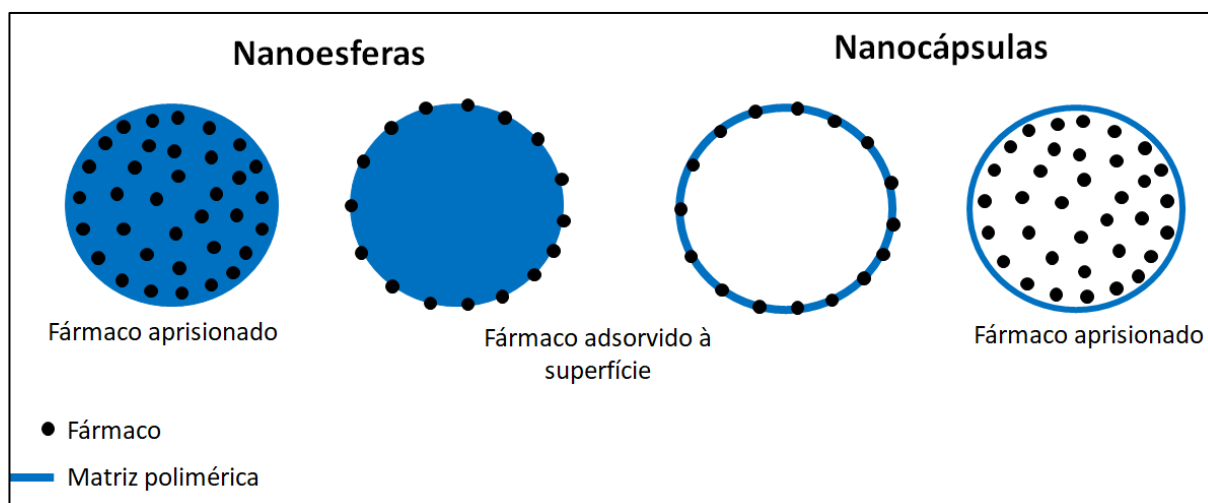 Nanoesferas
Nanocápsulas
Fármaco aprisionado
Fármaco adsorvido à
superfície
Fármaco aprisionado
Fármaco
Matriz polimérica